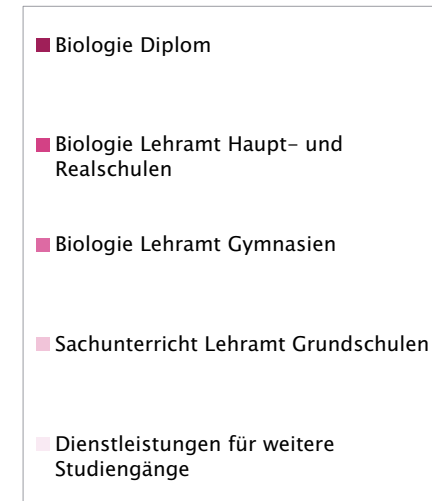 Biologie Diplom
Biologie Lehramt Haupt- und
Realschulen
Biologie Lehramt Gymnasien
Sachunterricht Lehramt Grundschulen
Dienstleistungen für weitere
Studiengänge